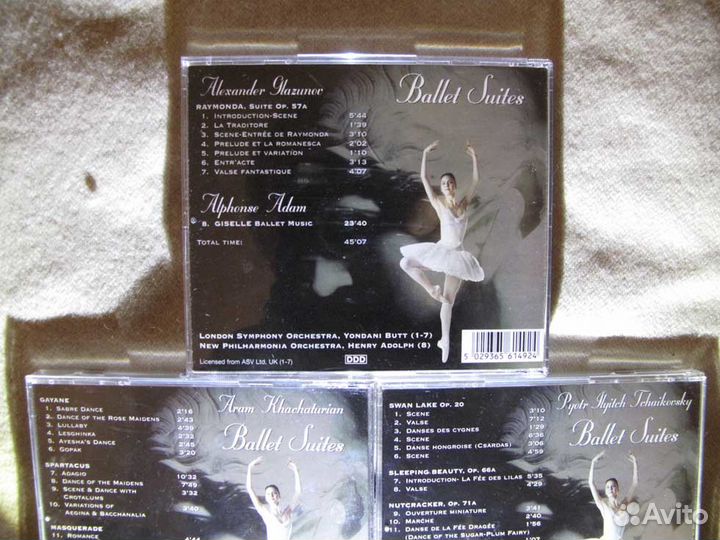 Alexander Glazunov
Ballet Suites
RAYMONDA. SUITE OP. 57A
1. INTRODUCTION-SCENE 5'44
2. LA TRADITORE 1'39
3. SCENE-ENTRÉE DE RAYMONDA 3'10
4. PRELUDE ET LA ROMANESCA 2'02
5. PRELUDE ET VARIATION 1'10
6. ENTR'ACTE 3'13
7. VALSE FANTASTIQUE 4'07
Alphonse Adam
8. GISELLE BALLET MUSIC 23'40
TOTAL TIME: 45'07
LONDON SYMPHONY ORCHESTRA, YONDANI BUTT (1-7)
NEW PHILHARMONIA ORCHESTRA, HENRY ADOLPH (8)
Licensed from ASV Ltd. UK (1-7)
DDD
5 029365 614924
GAYANE
Aram Khachaturian
Ballet Suites
1. SABRE DANCE 2'16
2. DANCE OF THE ROSE MAIDENS 2'43
3. LULLABY 4'39
4. LESGHINKA 2'32
5. AYESHA'S DANCE 2'45
6. GOPAK 3'20
SPARTACUS
7. ADAGIO 10'32
8. DANCE OF THE MAIDENS 7'49
9. SCENE & DANCE WITH CROTALUMS 3'32
10. VARIATIONS OF
AEGINA & BACCHANALIA 3'40
MASQUERADE
11. ROMANCE 4'44
SWAN LAKE OP. 20
Pyotr Ilyitch Tchaikovsky
Ballet Suites
1. SCENE 3'10
2. VALSE 7'12
3. DANSES DES CYGNES 1'29
4. SCENE 6'36
5. DANSE HONGROISE (CSARDAS) 3'06
6. SCENE 6'59
SLEEPING BEAUTY, OP. 66A
7. INTRODUCTION- LA FÉE DES LILAS 5'35
8. VALSE 4'29
NUTCRACKER, OP. 71A
9. OUVERTURE MINIATURE 3'41
10. MARCHE 2'40
11. DANSE DE LA FÉE DRAGÉE 1'56
(DANCE OF THE SUGAR-PLUM FAIRY)
Avito